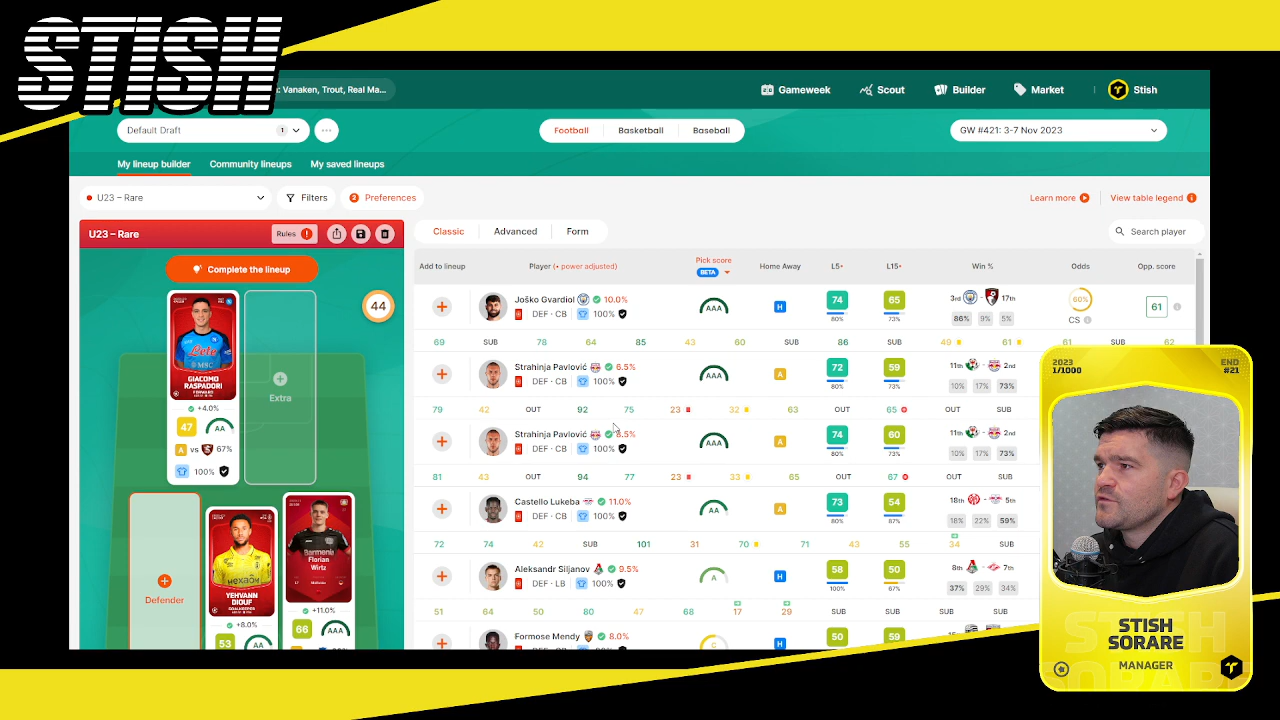 STISH
: Vanaken, Trout, Real Ma...
Gameweek
Scout
Builder
Market
Stish
Default Draft
1
Football
Basketball
Baseball
GW #421: 3-7 Nov 2023
My lineup builder
Community lineups
My saved lineups
U23 – Rare
Filters
2 Preferences
Learn more
View table legend
U23 – Rare
Rules
Classic
Advanced
Form
Search player
Complete the lineup
44
GIACOMO
RASPADORI
+4.0%
47 AA
A vs 67%
100%
Extra
Defender
YEHVANN
DIOUF
+8.0%
53 AA
Florian
Wirtz
+11.0%
66 AAA
Add to lineup
Player (• power adjusted)
Pick score
BETA
Home Away
L5•
L15•
Win %
Odds
Opp. score
Joško Gvardiol 10.0%
DEF · CB 100%
AAA
H
74
80%
65
73%
3rd 17th
86% 9% 5%
60%
CS
61
69 SUB 78 64 85 43 60 SUB 86 SUB 49 61 61 SUB 62
Strahinja Pavlović 6.5%
DEF · CB 100%
AAA
A
72
80%
59
73%
11th 2nd
10% 17% 73%
79 42 OUT 92 75 23 32 63 OUT 65 OUT SUB
Strahinja Pavlović 8.5%
DEF · CB 100%
AAA
A
74
80%
60
73%
11th 2nd
10% 17% 73%
81 43 OUT 94 77 23 33 65 OUT 67 OUT SUB
Castello Lukeba 11.0%
DEF · CB 100%
AA
A
73
80%
54
87%
18th 5th
18% 22% 59%
72 74 42 SUB 101 31 70 71 43 55 34 SUB
Aleksandr Siljanov 9.5%
DEF · LB 100%
A
H
58
100%
50
67%
8th 7th
37% 29% 34%
51 64 50 80 47 68 17 29 SUB SUB SUB SUB
Formose Mendy 8.0%
C
H
50
59
2023
1/1000
END
#21
STISH
SORARE
MANAGER